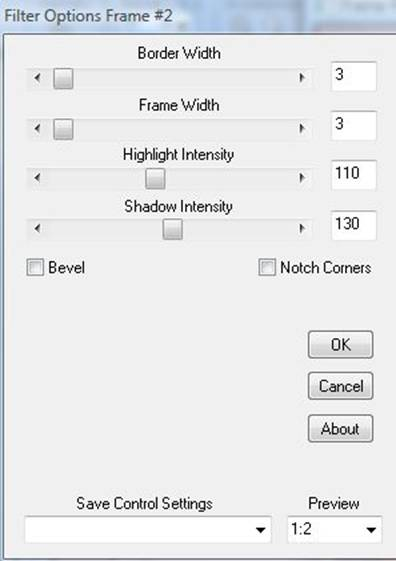 Filter Options Frame #2
Border Width
3
Frame Width
3
Highlight Intensity
110
Shadow Intensity
130
Bevel Notch Corners
OK
Cancel
About
Save Control Settings Preview
1:2